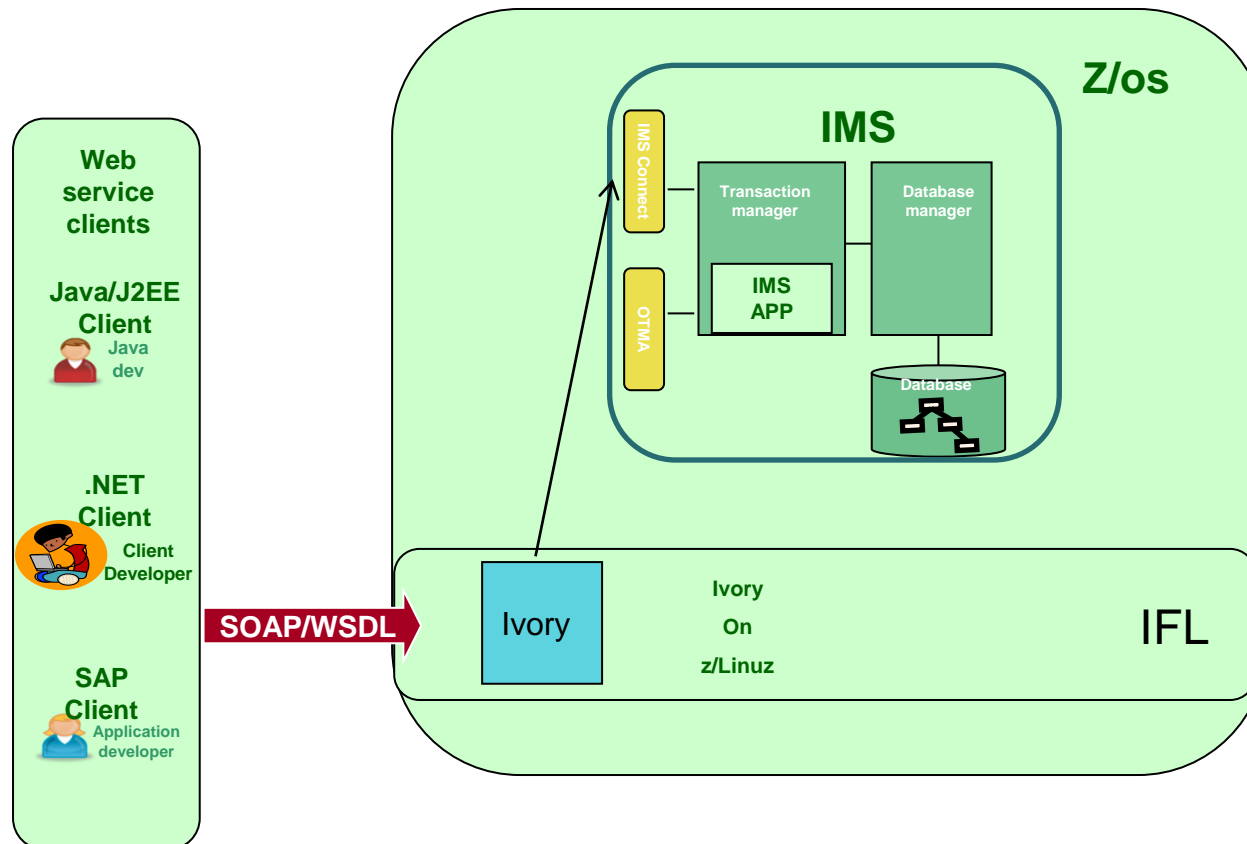 Web
service
clients
Java/J2EE
Client
Java
dev
.NET
Client
Client
Developer
SAP
Client
Application
developer
SOAP/WSDL
Z/os
IMS
IMS Connect
OTMA
Transaction
manager
IMS
APP
Database
manager
Database
Ivory
Ivory
On
z/Linuz
IFL